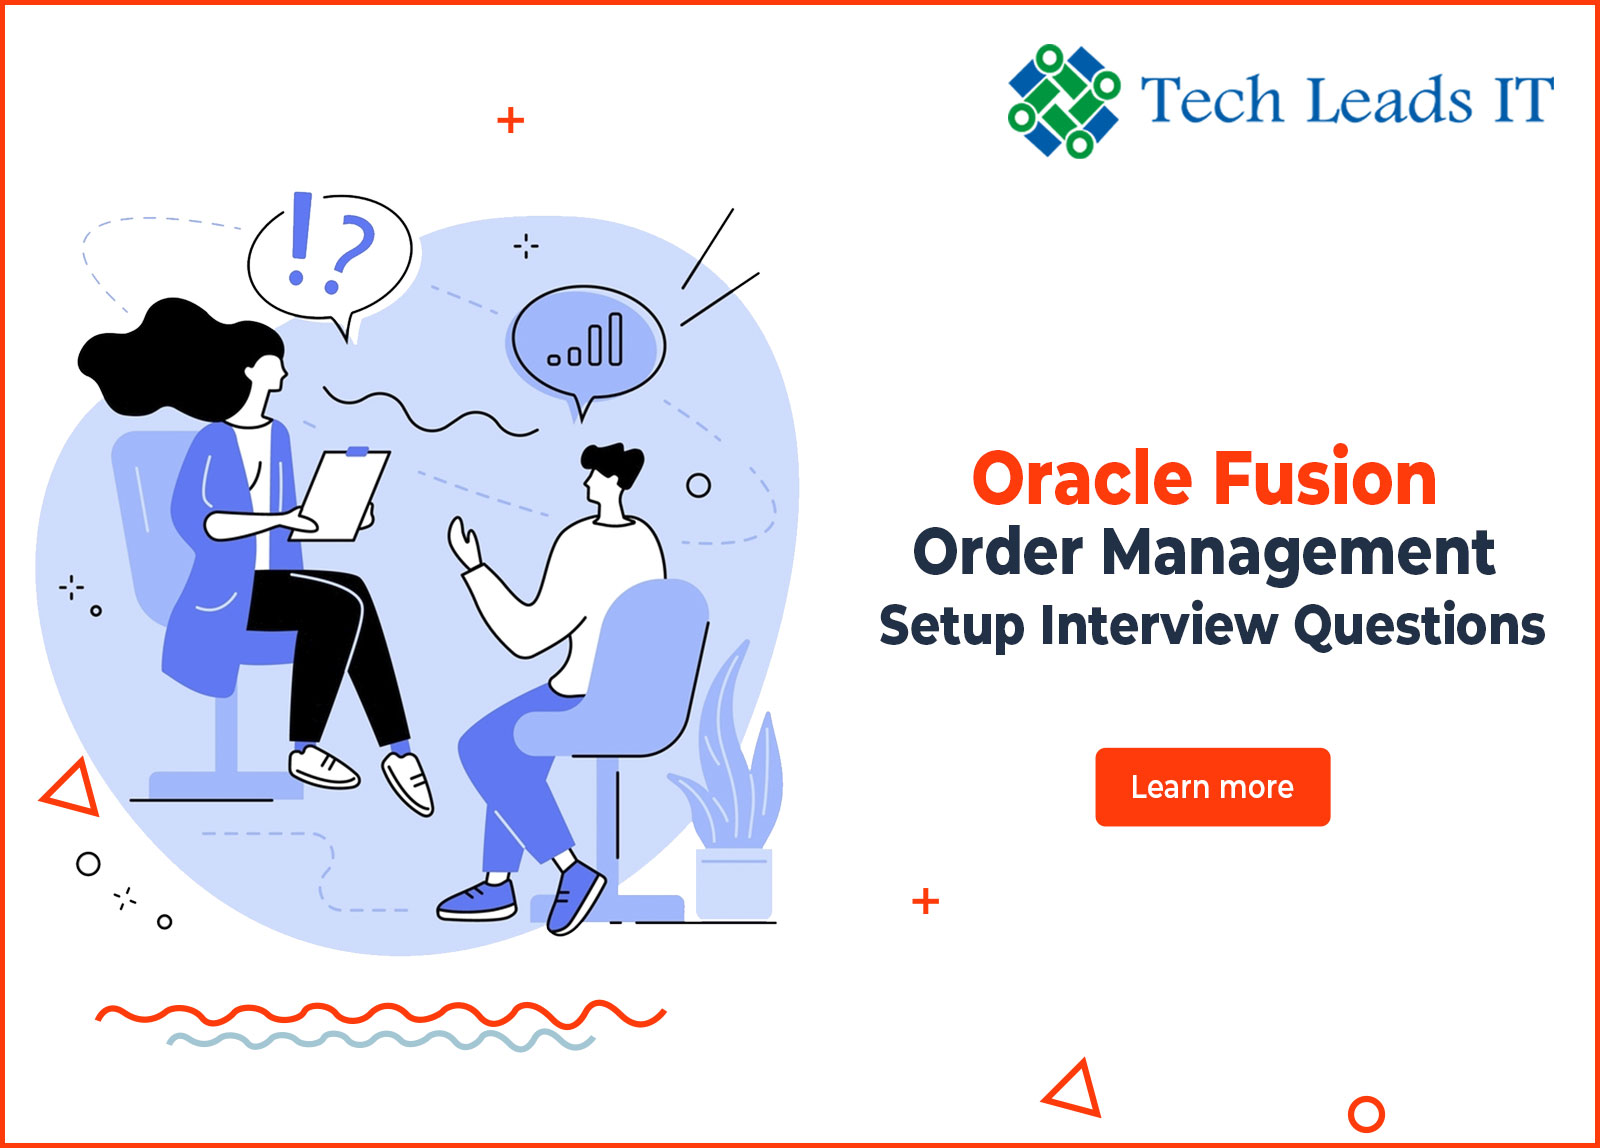 Tech Leads IT
!?
Oracle Fusion
Order Management
Setup Interview Questions
Learn more